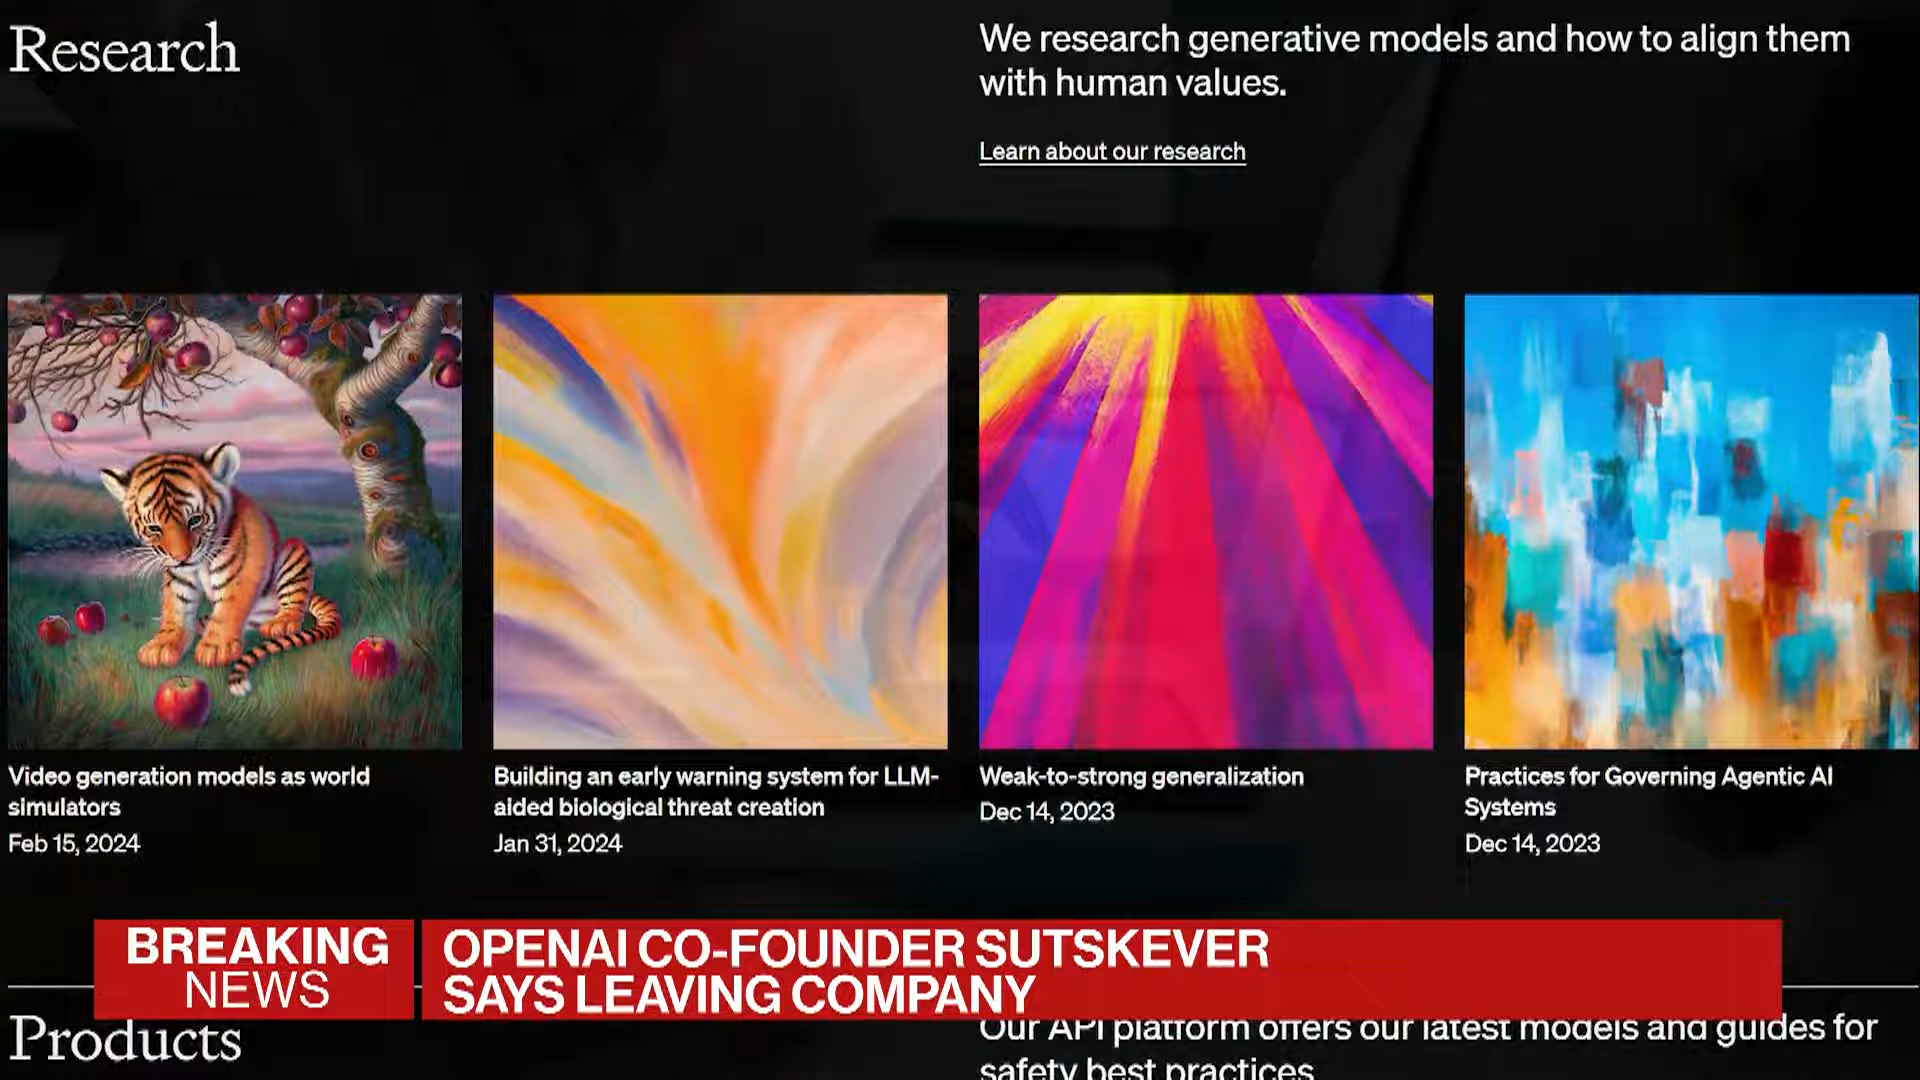 Research
We research generative models and how to align them
with human values.
Learn about our research
Video generation models as world
simulators
Feb 15, 2024
Building an early warning system for LLM-
aided biological threat creation
Jan 31, 2024
Weak-to-strong generalization
Dec 14, 2023
Practices for Governing Agentic AI
Systems
Dec 14, 2023
BREAKING
NEWS
OPENAI CO-FOUNDER SUTSKEVER
SAYS LEAVING COMPANY
Products
Our API platform offers our latest models and guides for
safety best practices